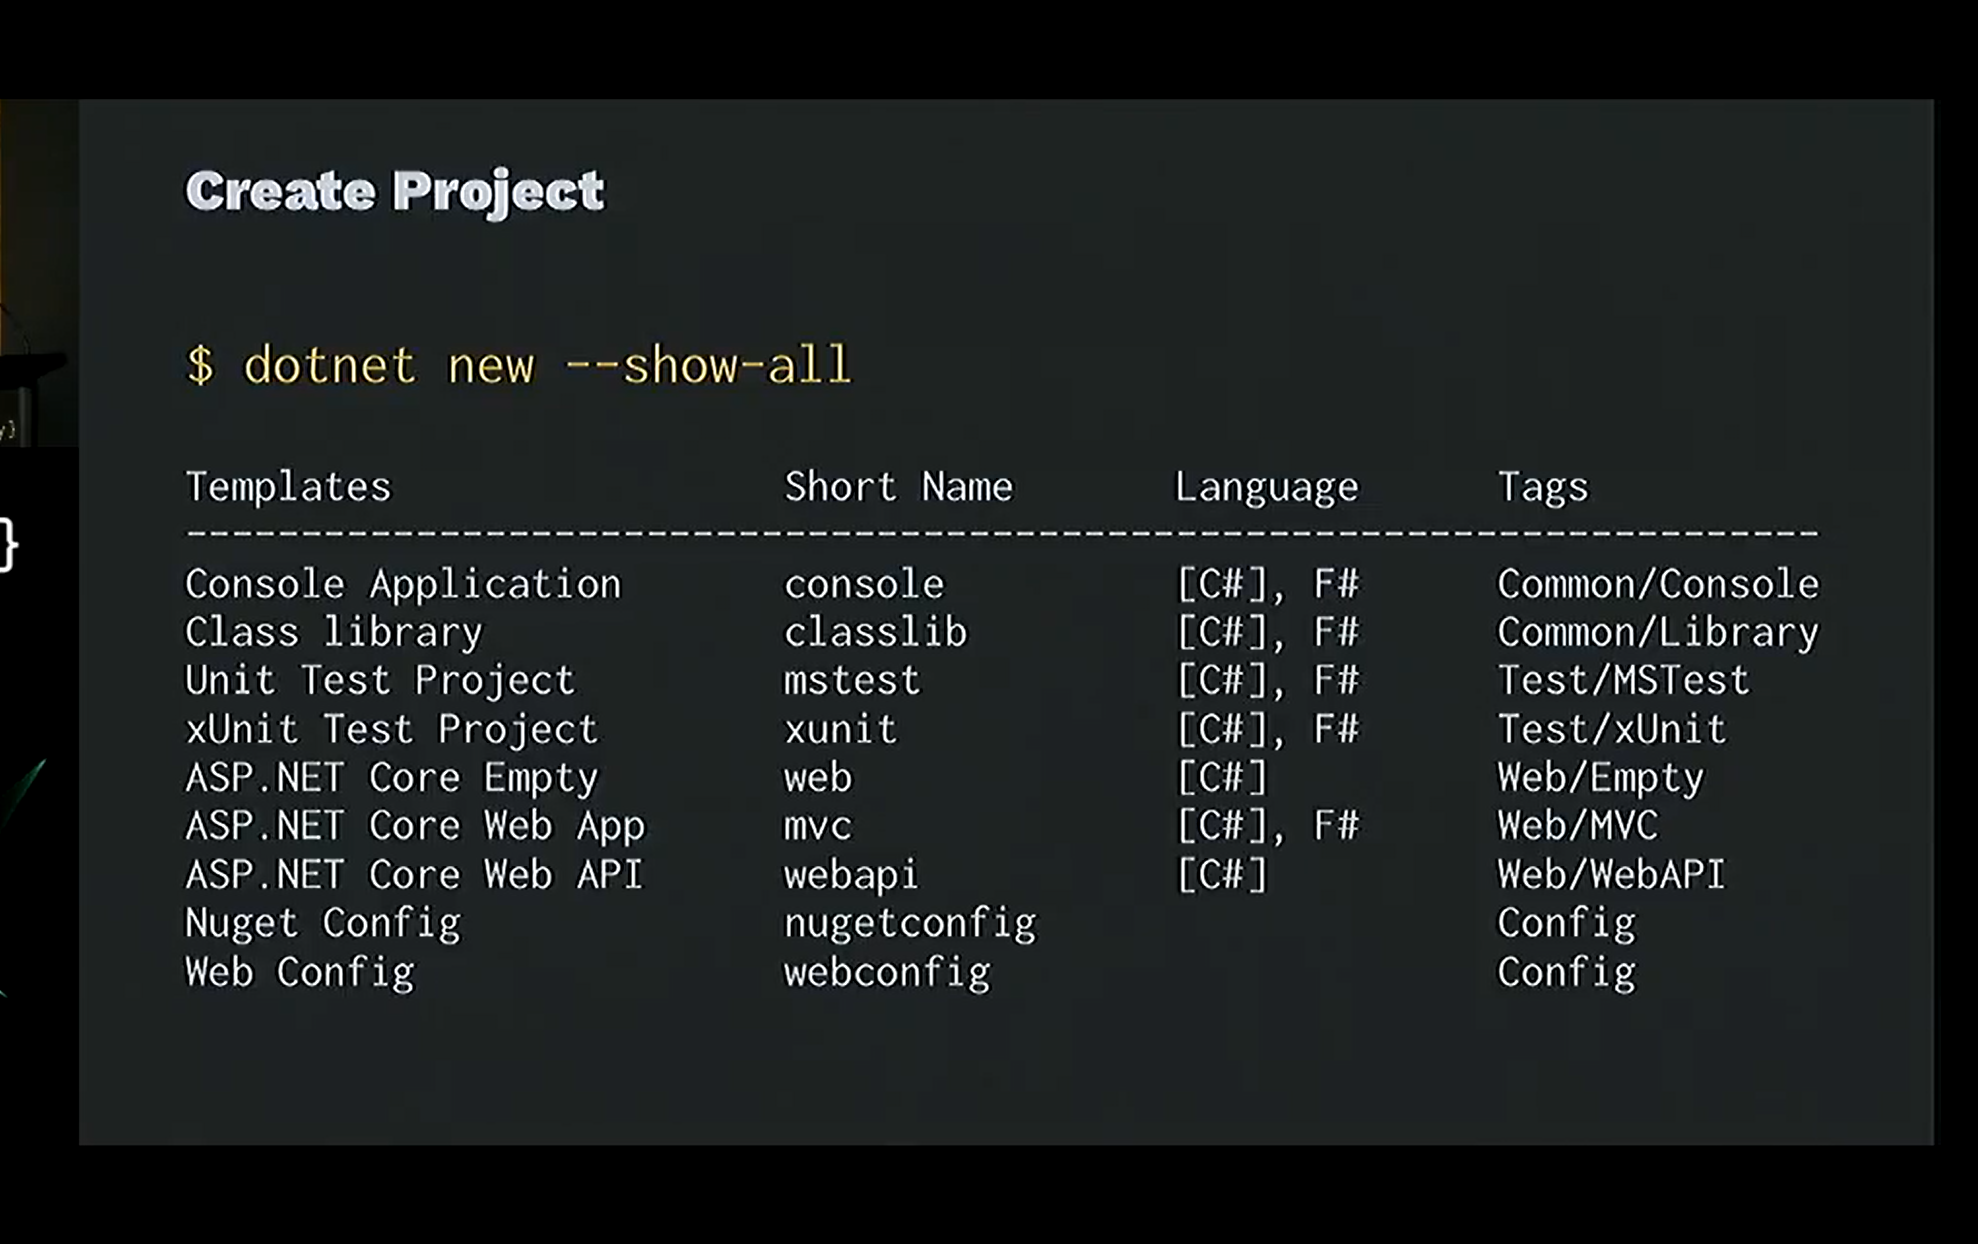 Create Project
$ dotnet new --show-all
Templates Short Name Language Tags
-----------------------------------------------------------------------
Console Application console [C#], F# Common/Console
Class library classlib [C#], F# Common/Library
Unit Test Project mstest [C#], F# Test/MSTest
xUnit Test Project xunit [C#], F# Test/xUnit
ASP.NET Core Empty web [C#] Web/Empty
ASP.NET Core Web App mvc [C#], F# Web/MVC
ASP.NET Core Web API webapi [C#] Web/WebAPI
Nuget Config nugetconfig Config
Web Config webconfig Config
y}
}